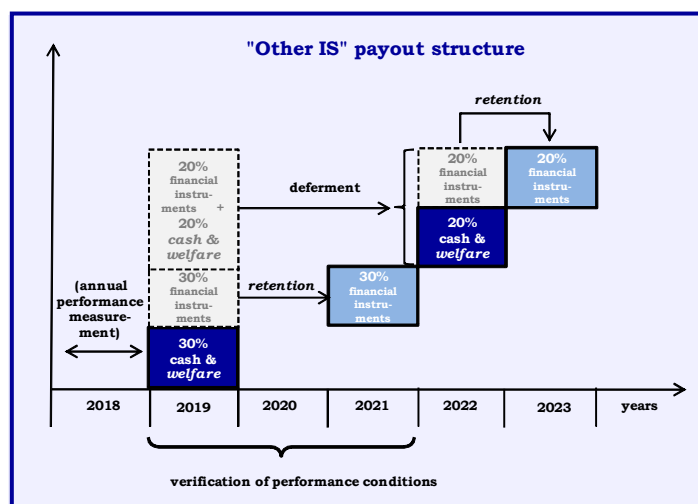 "Other IS" payout structure
retention
20%
financial
instru-
ments +
20%
cash &
welfare
deferment
20%
financial
instru-
ments
20%
financial
instru-
ments
20%
cash &
welfare
(annual
performance
measure-
ment)
30%
financial
instru-
ments
retention
30%
financial
instru-
ments
30%
cash &
welfare
2018
2019
2020
2021
2022
2023
years
verification of performance conditions